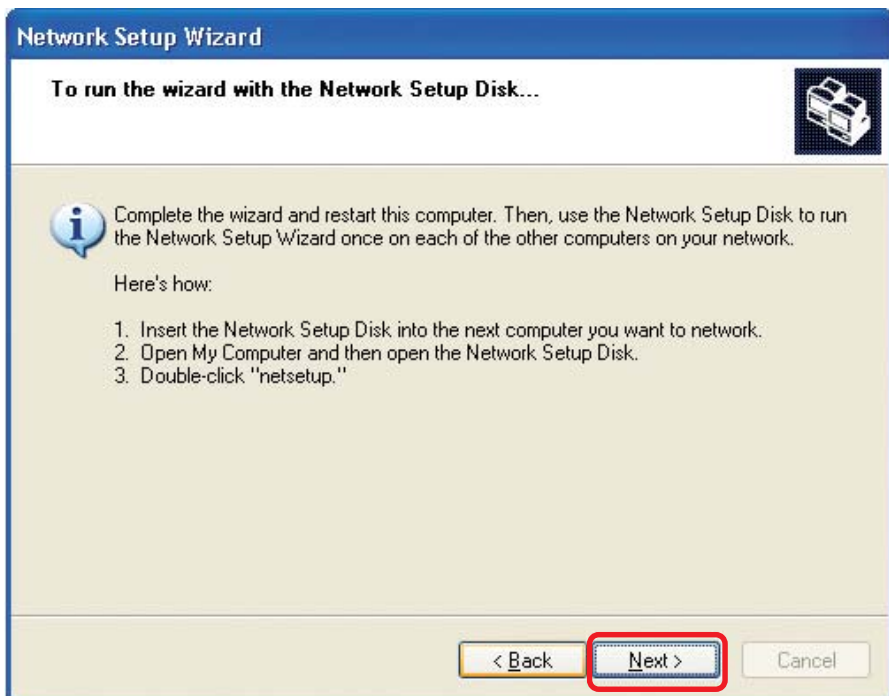 Network Setup Wizard
To run the wizard with the Network Setup Disk...
Complete the wizard and restart this computer. Then, use the Network Setup Disk to run
the Network Setup Wizard once on each of the other computers on your network.
Here's how:
1. Insert the Network Setup Disk into the next computer you want to network.
2. Open My Computer and then open the Network Setup Disk.
3. Double-click "netsetup."
< Back Next > Cancel